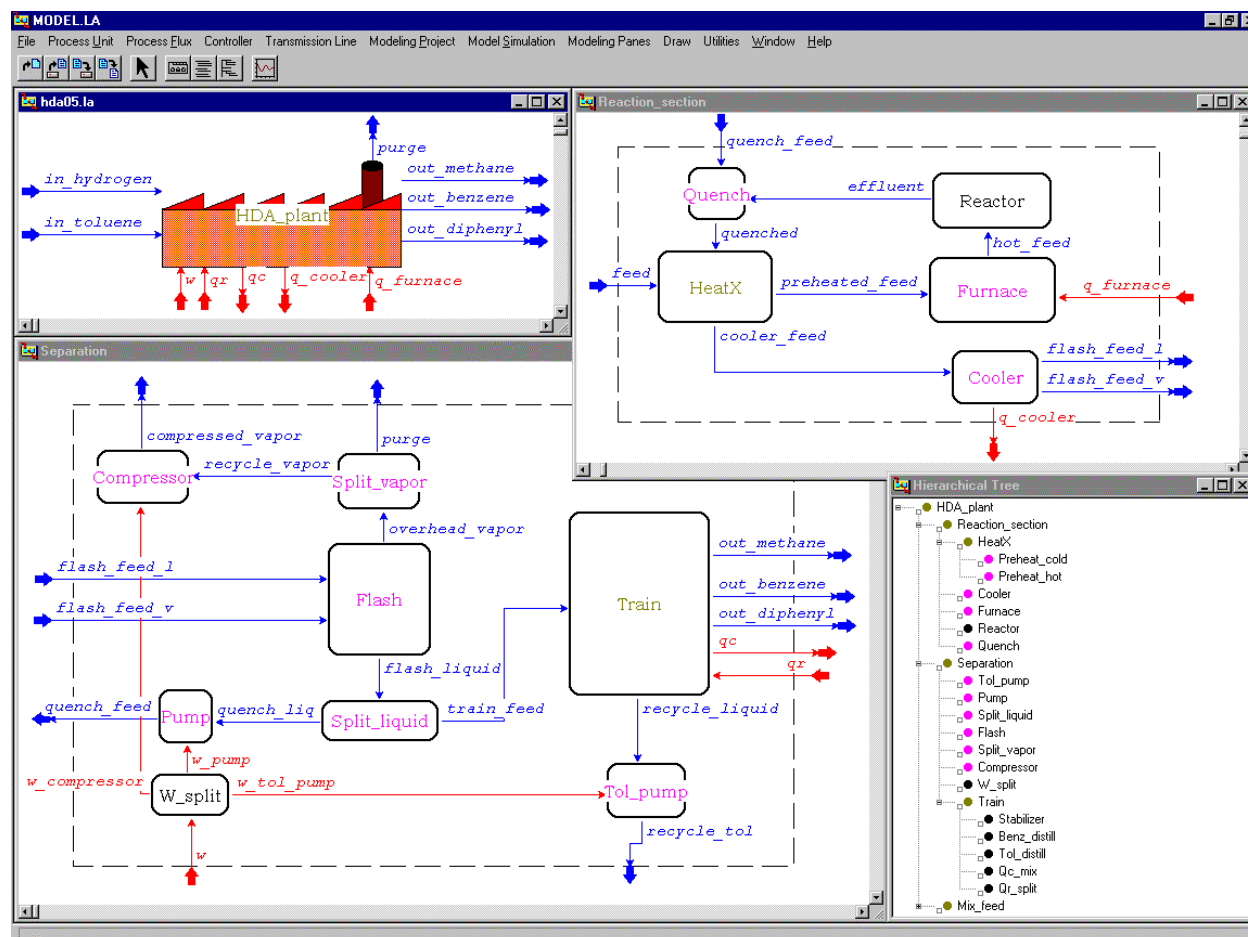 MODEL.LA
File Process Unit Process Flux Controller Transmission Line Modeling Project Model Simulation Modeling Panes Draw Utilities Window Help
hda05.la
purge
in_hydrogen
out_methane
out_benzene
HDA_plant
in_toluene
out_diphenyl
w qr qc q_cooler q_furnace
Reaction_section
quench_feed
Quench
effluent
Reactor
quenched
hot_feed
feed
HeatX
preheated_feed
Furnace
q_furnace
cooler_feed
flash_feed_l
Cooler
flash_feed_v
q_cooler
Separation
compressed_vapor
purge
Compressor
recycle_vapor
Split_vapor
overhead_vapor
flash_feed_l
Flash
flash_feed_v
Train
out_methane
out_benzene
out_diphenyl
qc
qr
flash_liquid
quench_feed
Pump
quench_liq
Split_liquid
train_feed
recycle_liquid
w_pump
w_compressor
W_split
w_tol_pump
Tol_pump
recycle_tol
w
Hierarchical Tree
HDA_plant
Reaction_section
HeatX
Preheat_cold
Preheat_hot
Cooler
Furnace
Reactor
Quench
Separation
Tol_pump
Pump
Split_liquid
Flash
Split_vapor
Compressor
W_split
Train
Stabilizer
Benz_distill
Tol_distill
Qc_mix
Qr_split
Mix_feed